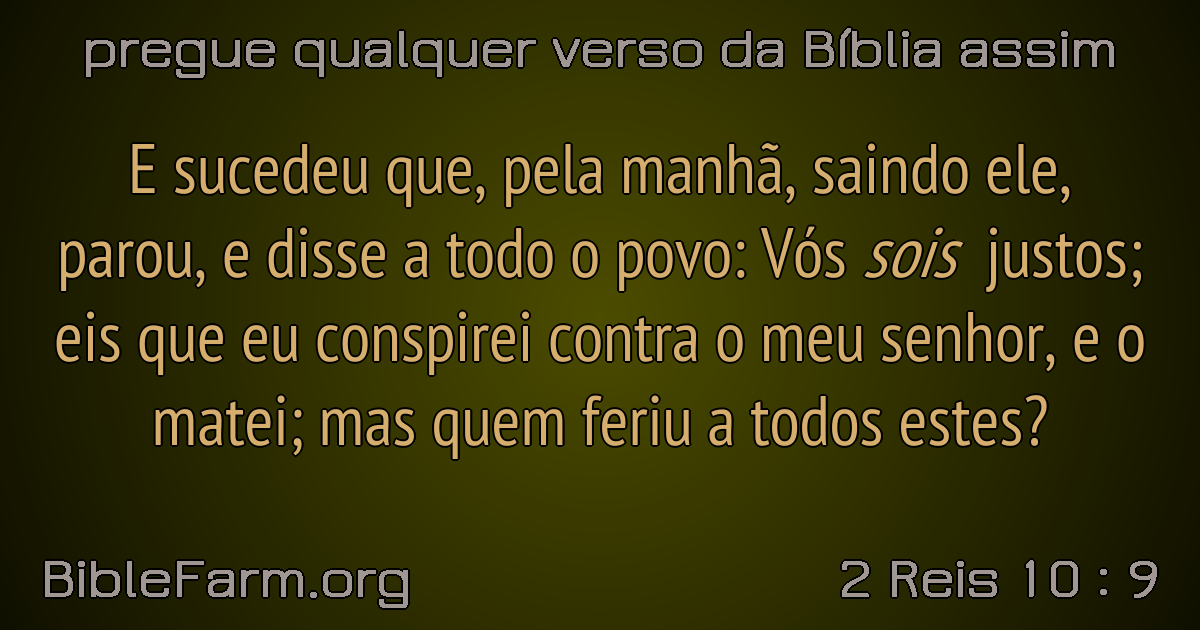 pregue qualquer verso da Bíblia assim
E sucedeu que, pela manhã, saindo ele,
parou, e disse a todo o povo: Vós sois justos;
eis que eu conspirei contra o meu senhor, e o
matei; mas quem feriu a todos estes?
BibleFarm.org
2 Reis 10 : 9